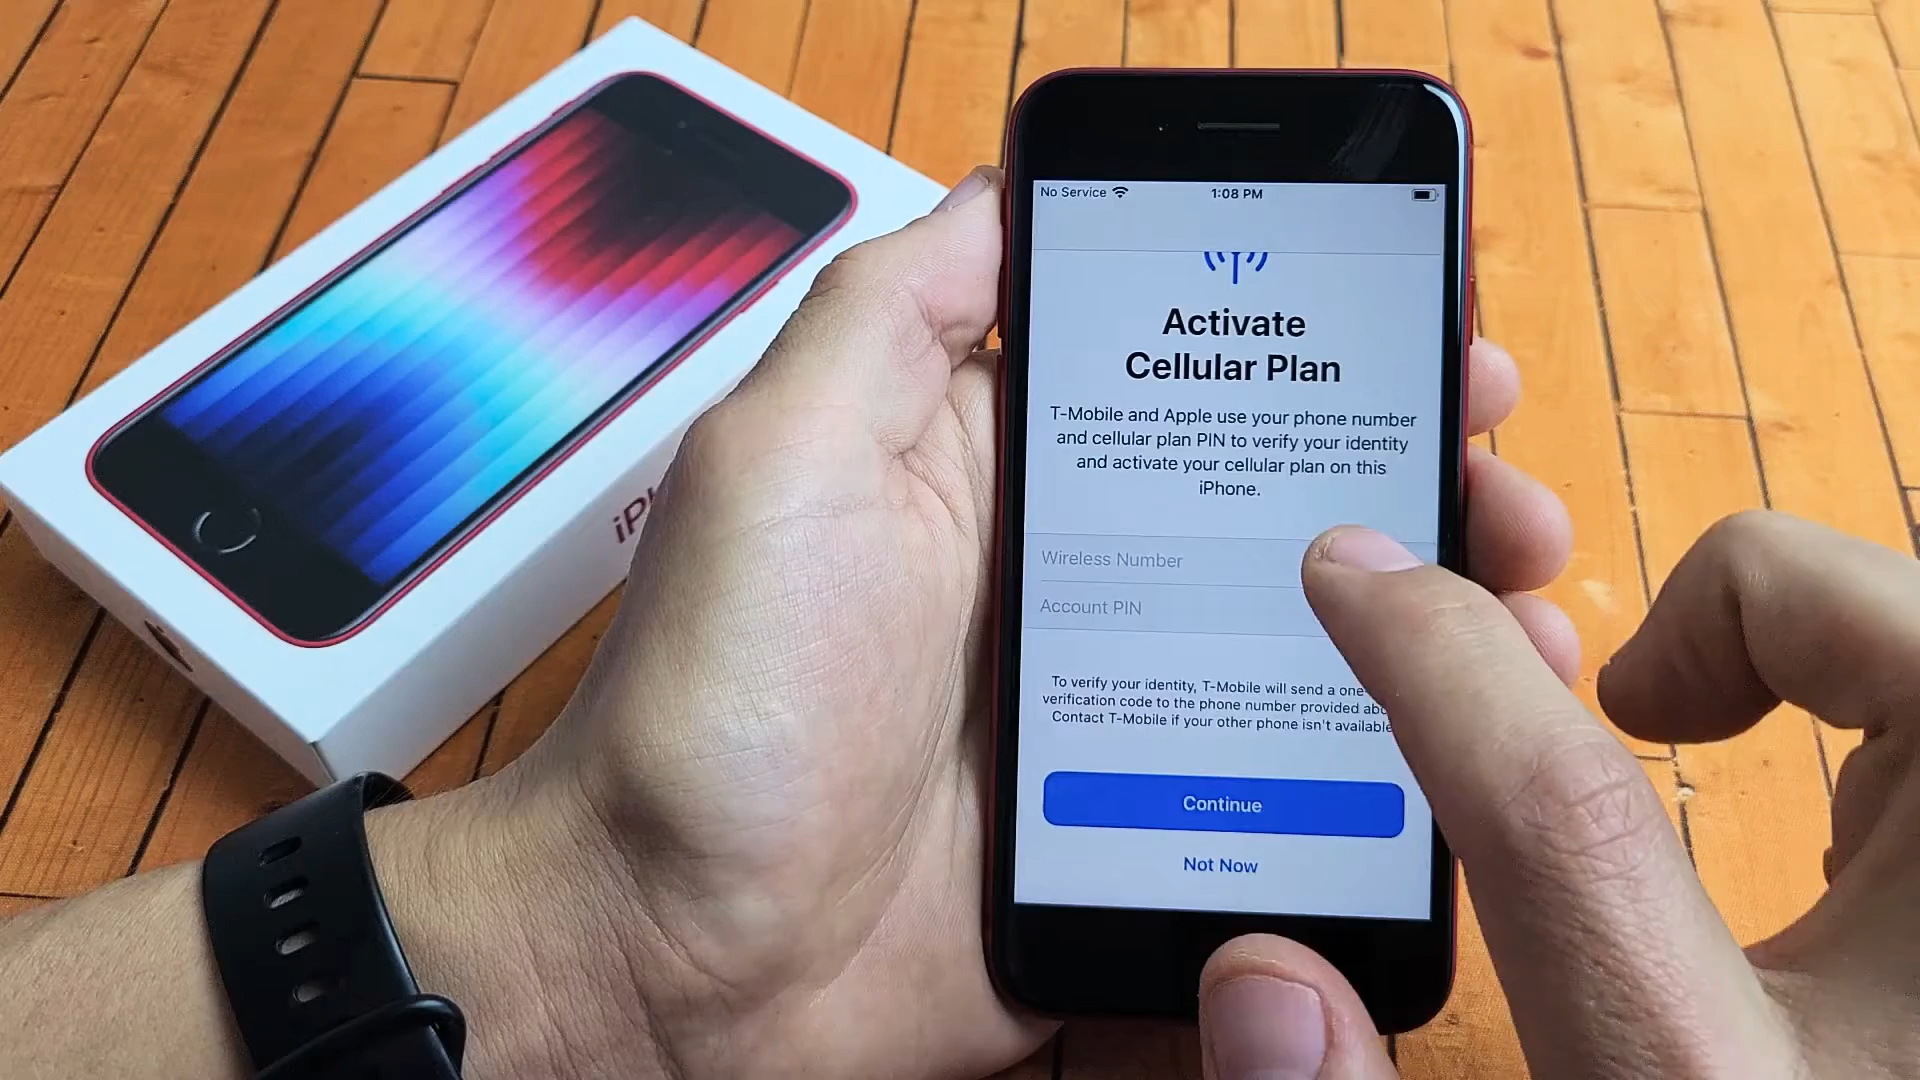 No Service
1:08 PM
Activate
Cellular Plan
T-Mobile and Apple use your phone number
and cellular plan PIN to verify your identity
and activate your cellular plan on this
iPhone.
Wireless Number
Account PIN
To verify your identity, T-Mobile will send a one-
verification code to the phone number provided
Contact T-Mobile if your other phone isn't available
Continue
Not Now